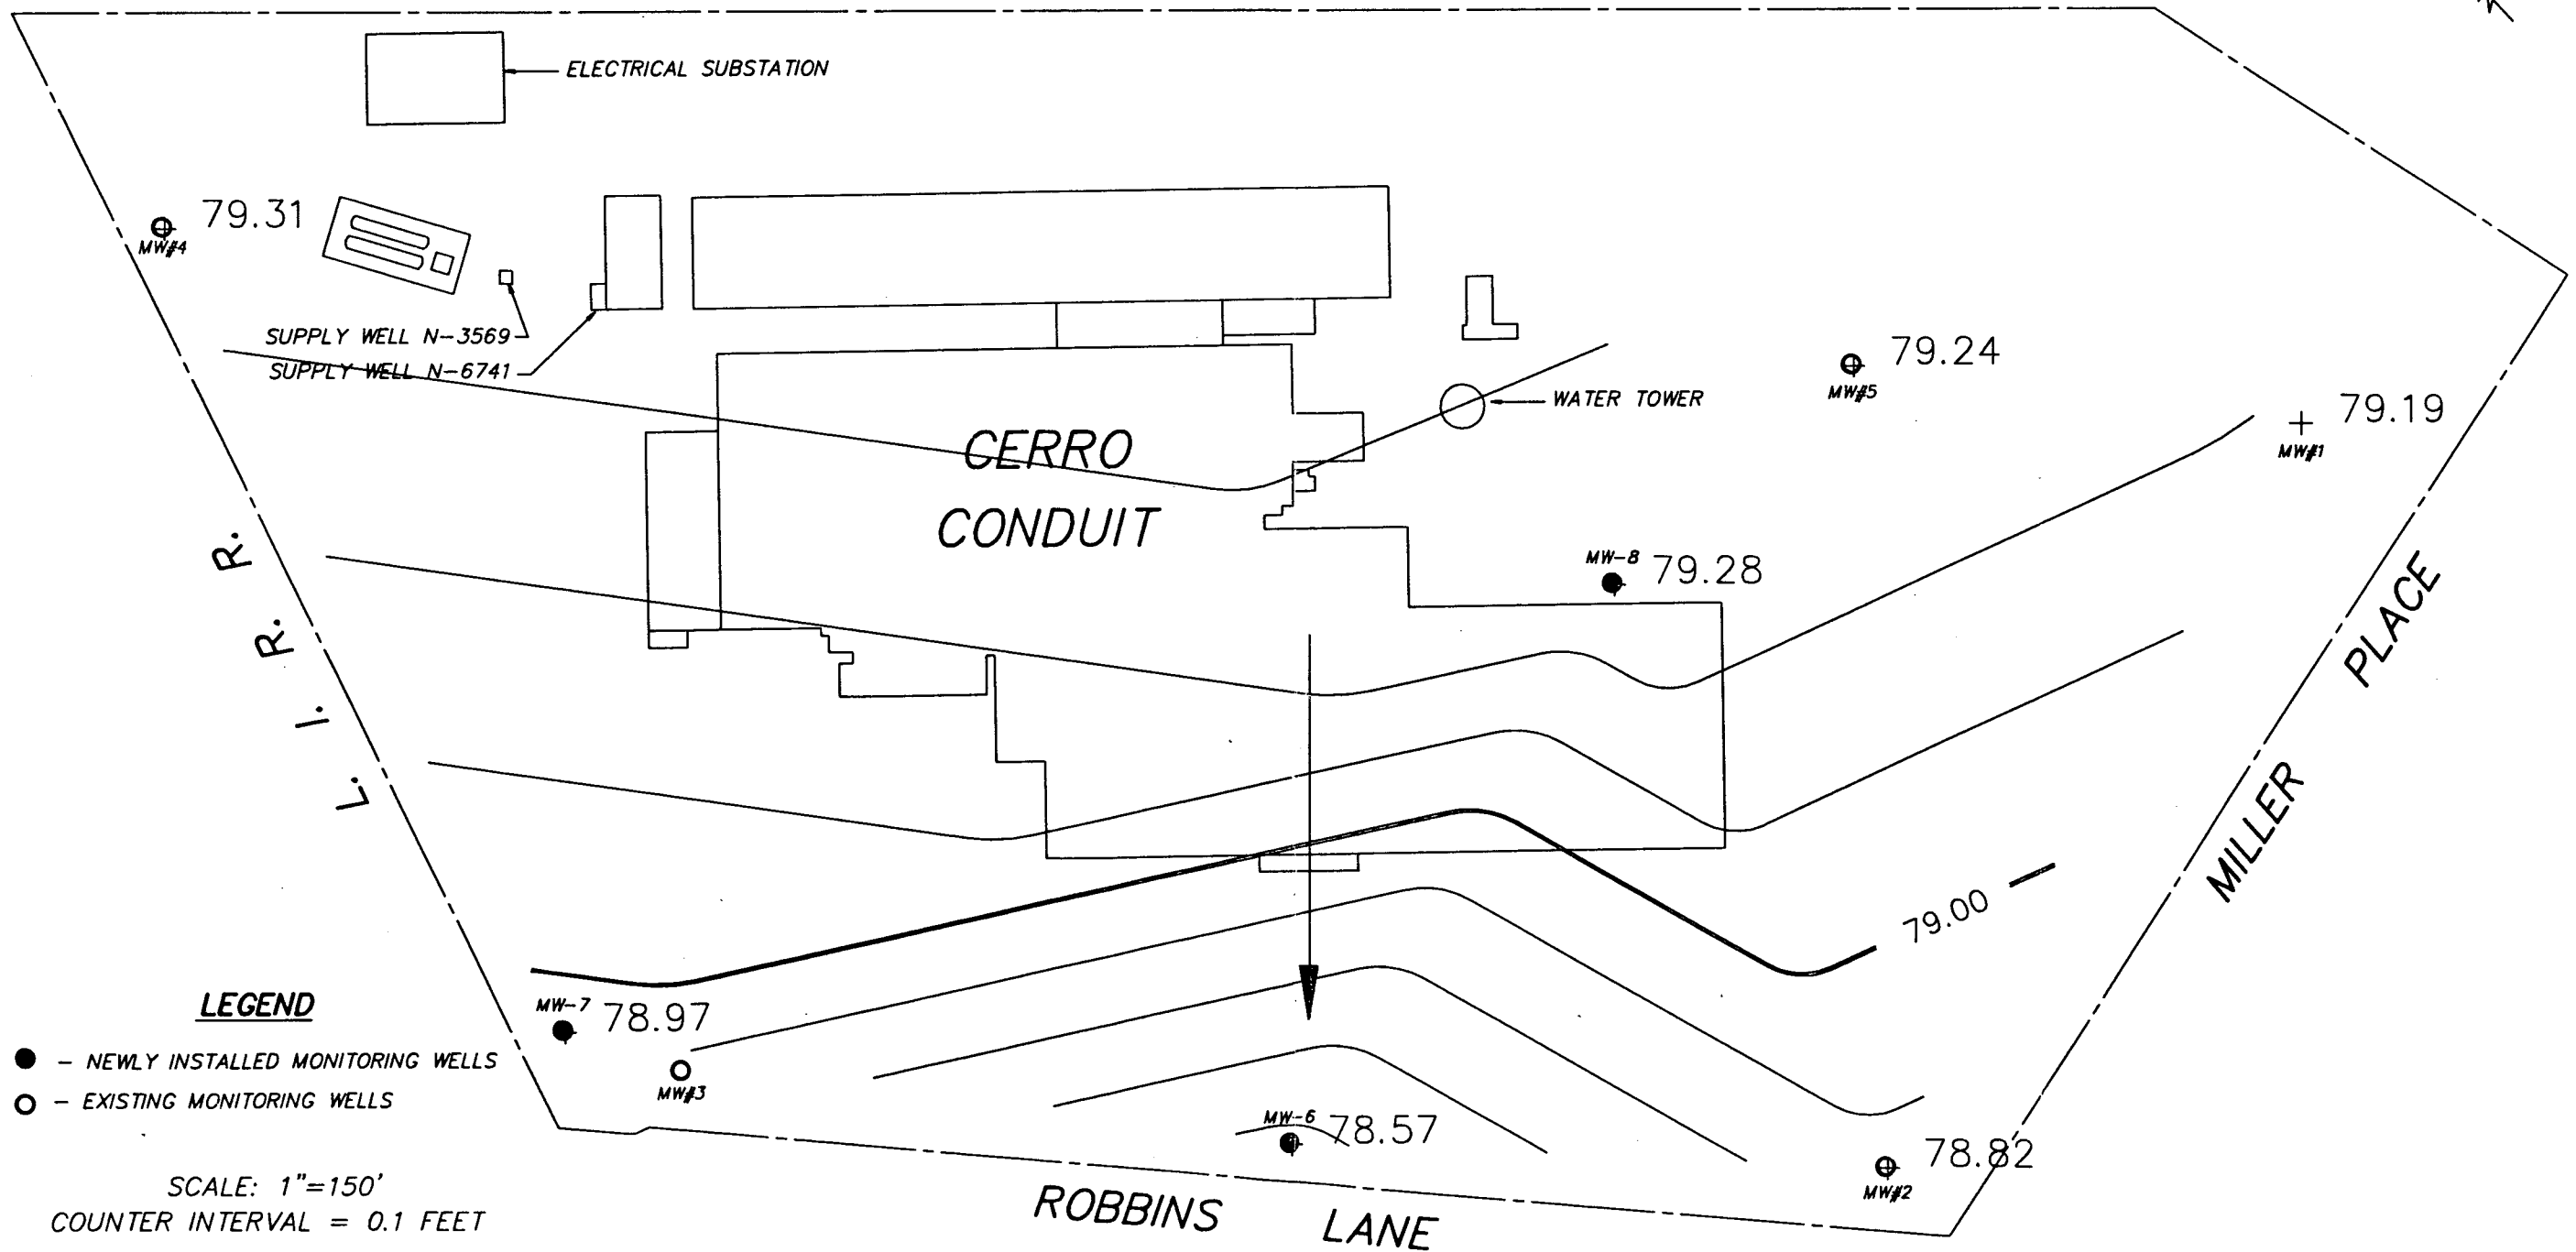 ELECTRICAL SUBSTATION
79.31
MW#4
SUPPLY WELL N-3569
SUPPLY WELL N-6741
79.24
MW#5
WATER TOWER
79.19
MW#1
CERRO
CONDUIT
MW-8 79.28
L. I. R. R.
MILLER PLACE
79.00
MW-7 78.97
MW#3
MW-6 78.57
78.82
MW#2
LEGEND
- NEWLY INSTALLED MONITORING WELLS
- EXISTING MONITORING WELLS
SCALE: 1"=150'
COUNTER INTERVAL = 0.1 FEET
ROBBINS LANE